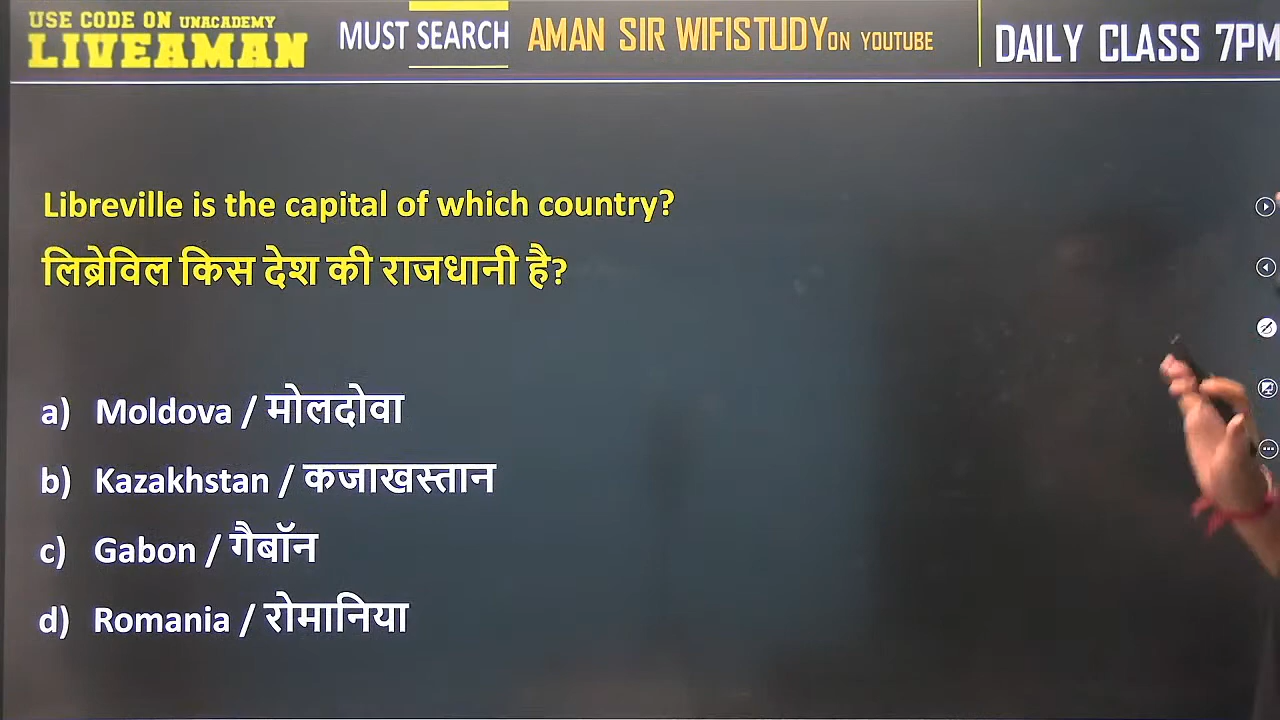 USE CODE ON UNACADEMY
LIVEAMAN
MUST SEARCH AMAN SIR WIFISTUDY ON YOUTUBE
DAILY CLASS 7PM
Libreville is the capital of which country?
लिब्रेविल किस देश की राजधानी है?
a) Moldova / मोलदोवा
b) Kazakhstan / कजाखस्तान
c) Gabon / गैबॉन
d) Romania / रोमानिया